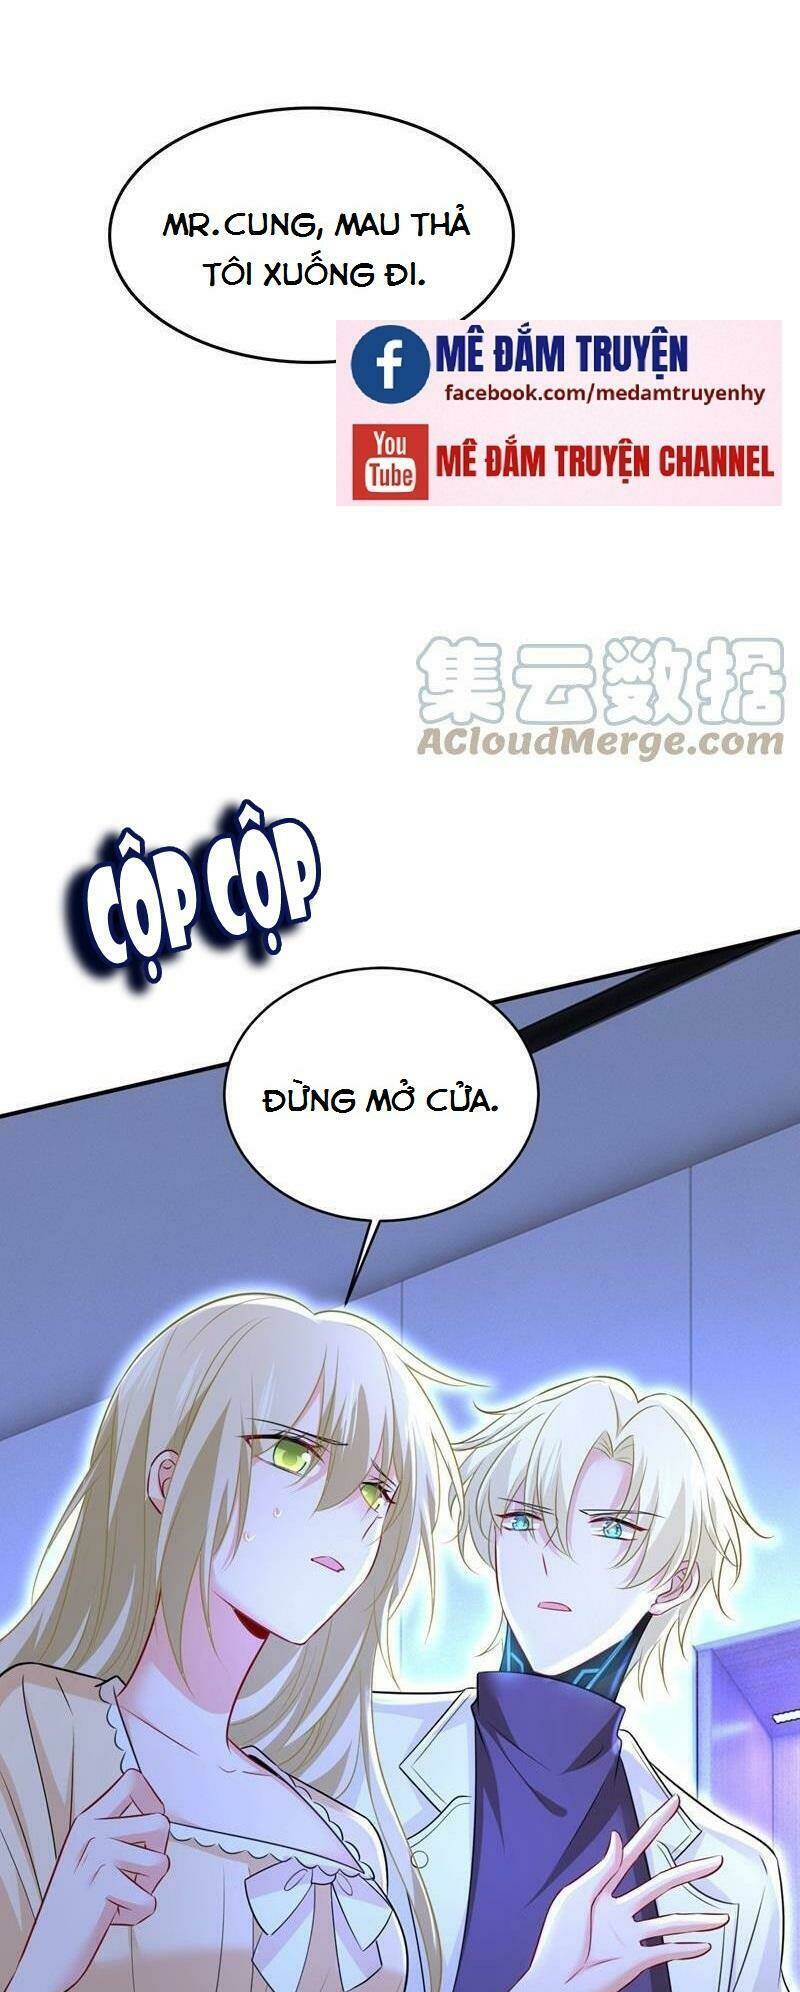 MR.CUNG, MAU THẢ
TÔI XUỐNG ĐI.
MÊ ĐẮM TRUYỆN
facebook.com/medamtruyenhy
You
Tube
MÊ ĐẮM TRUYỆN CHANNEL
集云数据
ACloudMerge.com
CỘP CỘP
ĐỪNG MỞ CỬA.